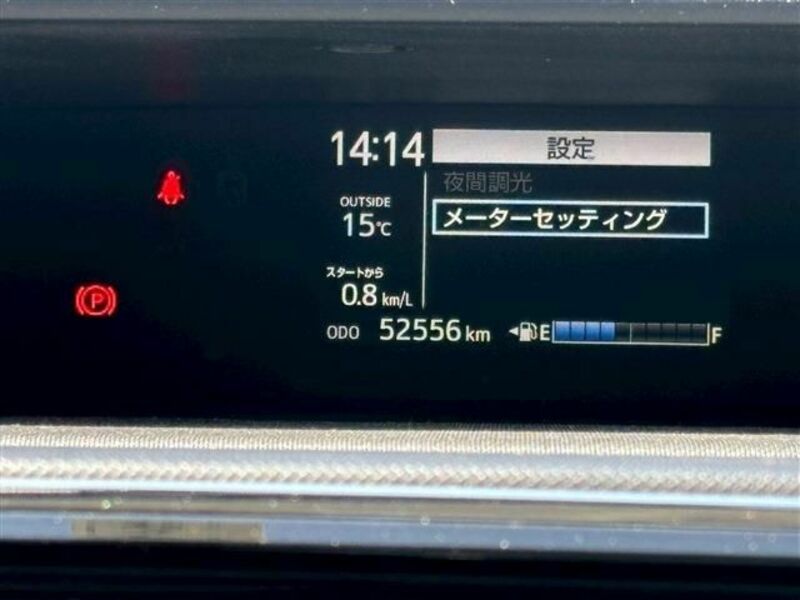 14:14
設定
夜間調光
OUTSIDE
15℃
メーターセッティング
スタートから
0.8 km/L
ODO 52556 km
E F
P